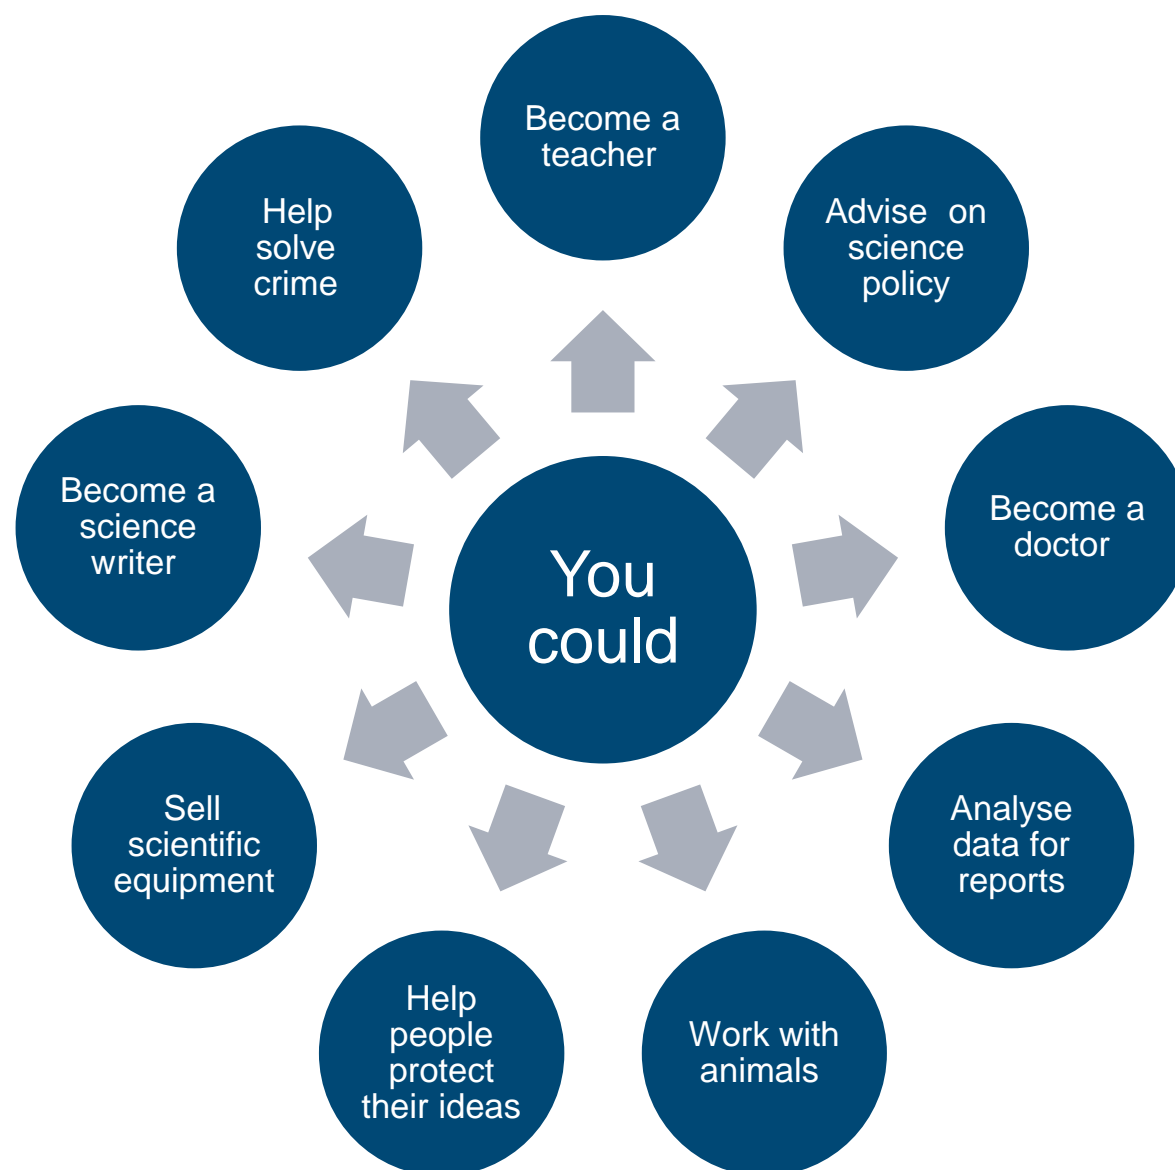 Become a
teacher
Advise  on
science
policy
Become a
doctor
Analyse
data for
reports
Work with
animals
Help
people
protect
their ideas
Sell
scientific
equipment
Become a
science
writer
Help
solve
crime
You
could